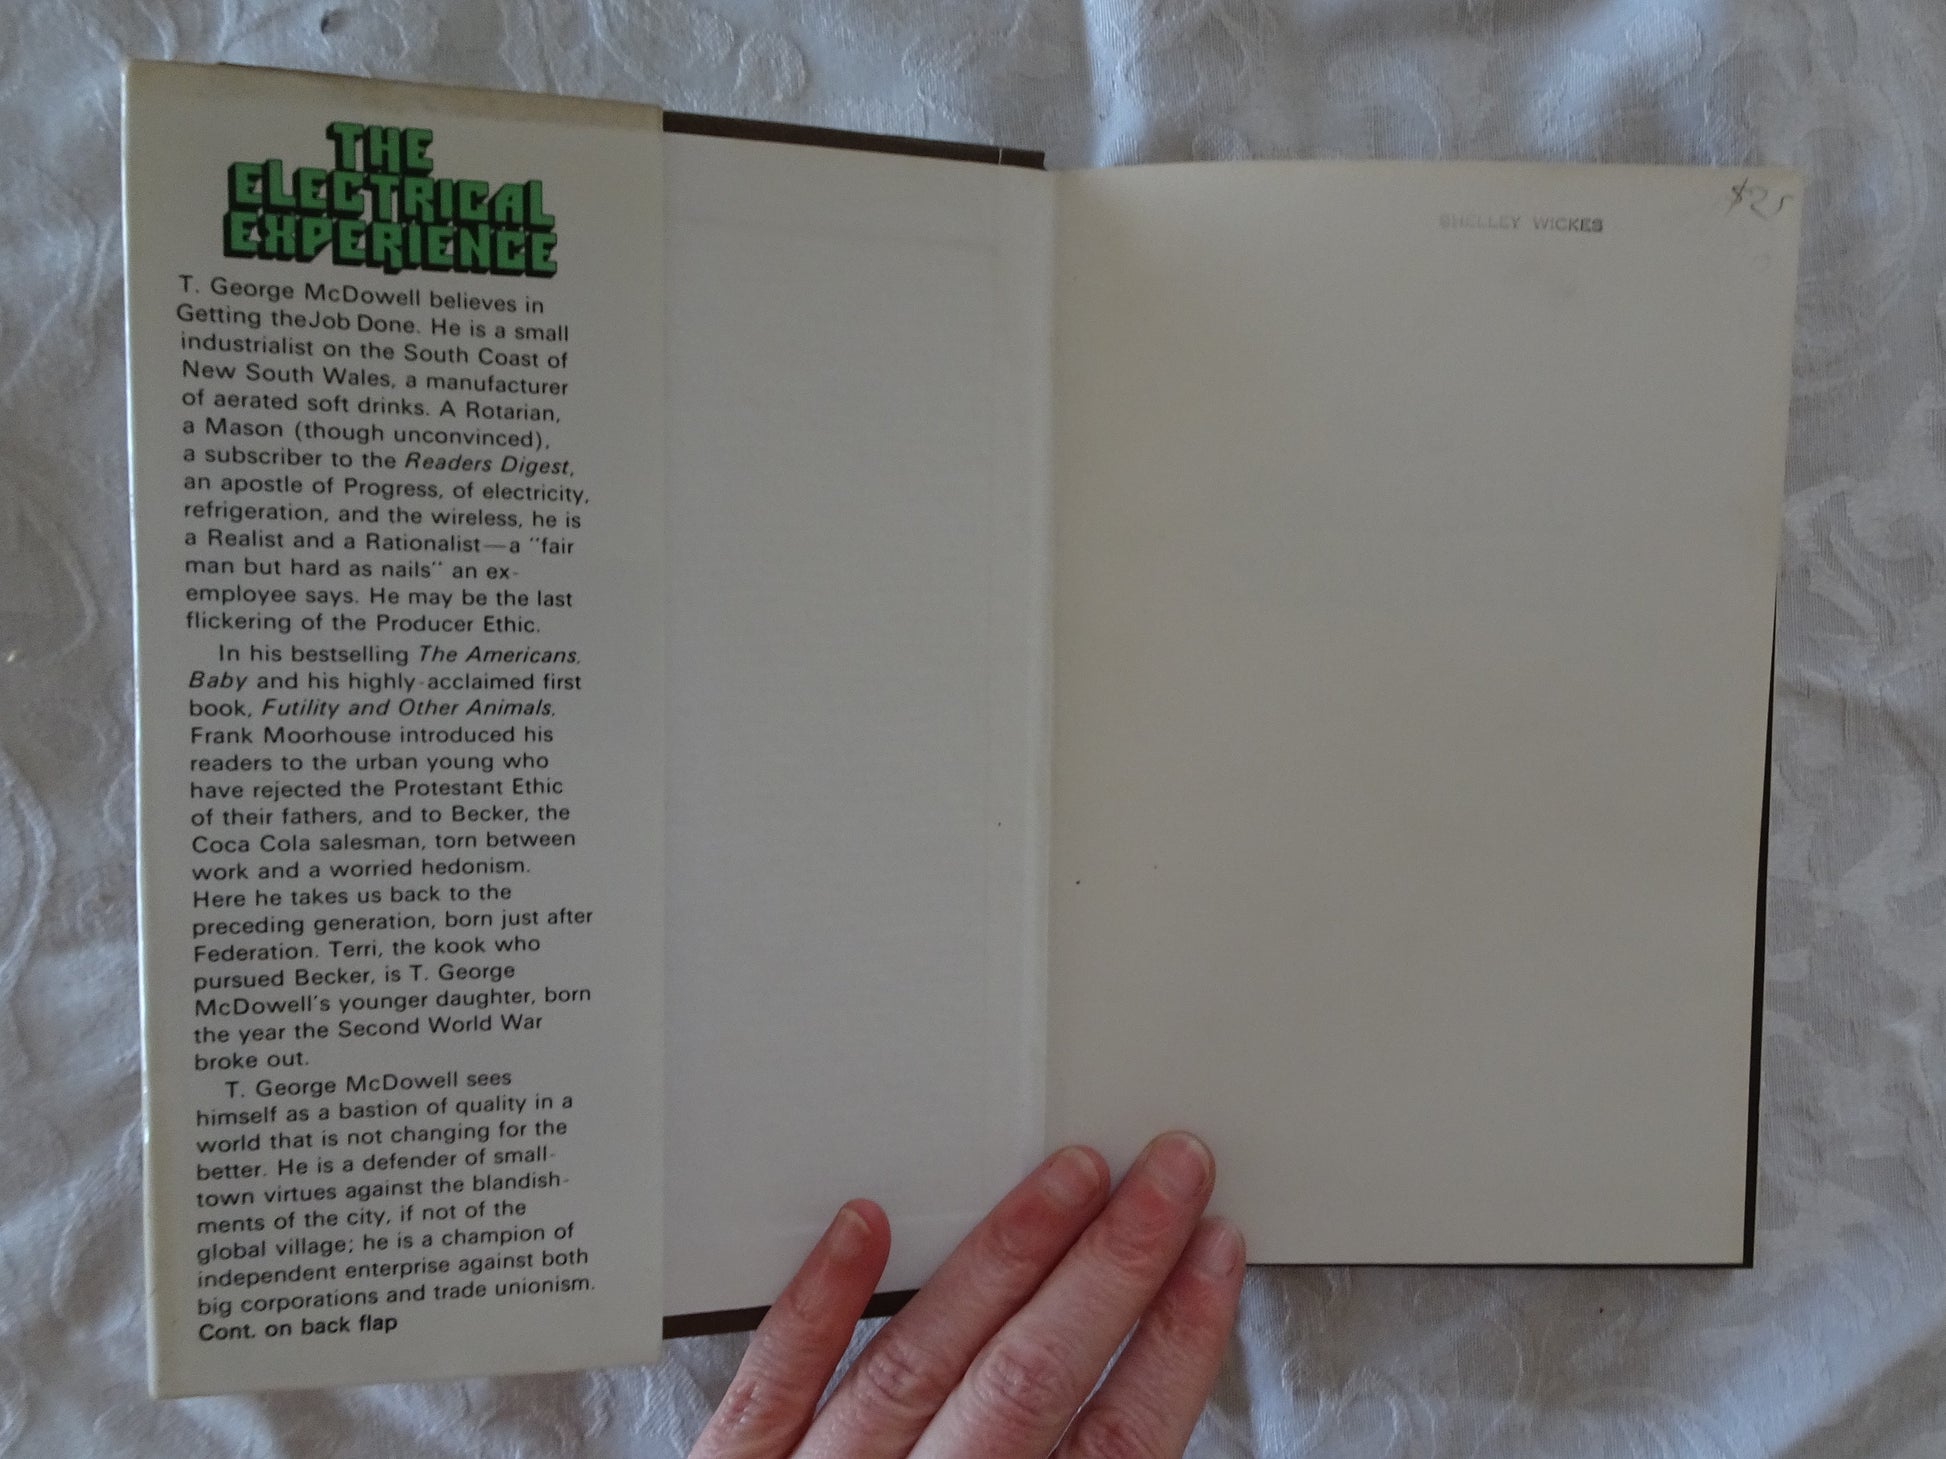 THE
ELECTRICAL
EXPERIENCE
T. George McDowell believes in
Getting the Job Done. He is a small
industrialist on the South Coast of
New South Wales, a manufacturer
of aerated soft drinks. A Rotarian,
a Mason (though unconvinced),
a subscriber to the Readers Digest,
an apostle of Progress, of electricity,
refrigeration, and the wireless, he is
a Realist and a Rationalist—a "fair
man but hard as nails" an ex-
employee says. He may be the last
flickering of the Producer Ethic.
In his bestselling The Americans,
Baby and his highly-acclaimed first
book, Futility and Other Animals,
Frank Moorhouse introduced his
readers to the urban young who
have rejected the Protestant Ethic
of their fathers, and to Becker, the
Coca Cola salesman, torn between
work and a worried hedonism.
Here he takes us back to the
preceding generation, born just after
Federation. Terri, the kook who
pursued Becker, is T. George
McDowell's younger daughter, born
the year the Second World War
broke out.
T. George McDowell sees
himself as a bastion of quality in a
world that is not changing for the
better. He is a defender of small-
town virtues against the blandish-
ments of the city, if not of the
global village; he is a champion of
independent enterprise against both
big corporations and trade unionism.
Cont. on back flap
$25
SHELLEY WICKES